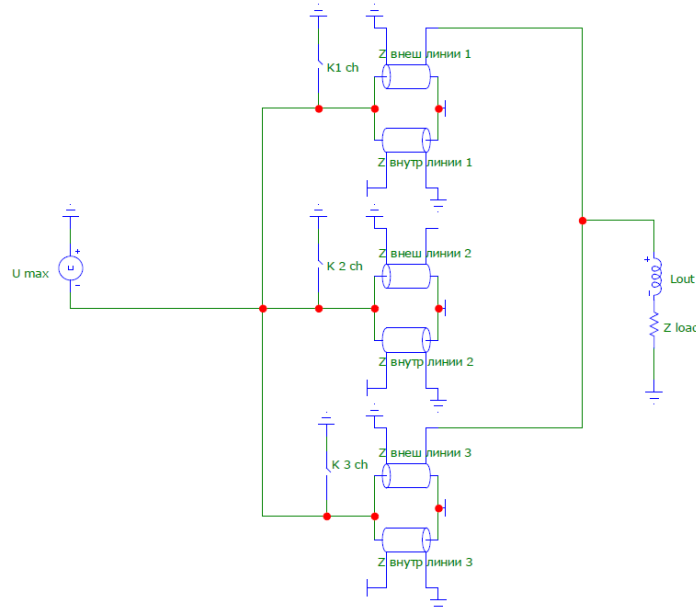 Z внеш линии 1
K1 ch
Z внутр линии 1
Z внеш линии 2
K 2 ch
U max
+
u
-
+
-
Lout
Z load
Z внутр линии 2
Z внеш линии 3
K 3 ch
Z внутр линии 3